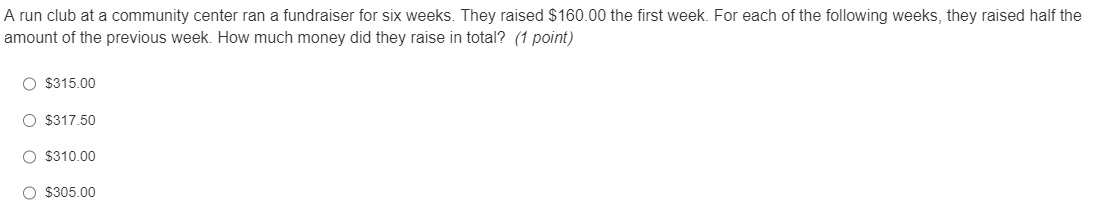 A run club at a community center ran a fundraiser for six weeks. They raised $160.00 the first week. For each of the following weeks, they raised half the
amount of the previous week. How much money did they raise in total? (1 point)
$315.00
$317.50
$310.00
$305.00